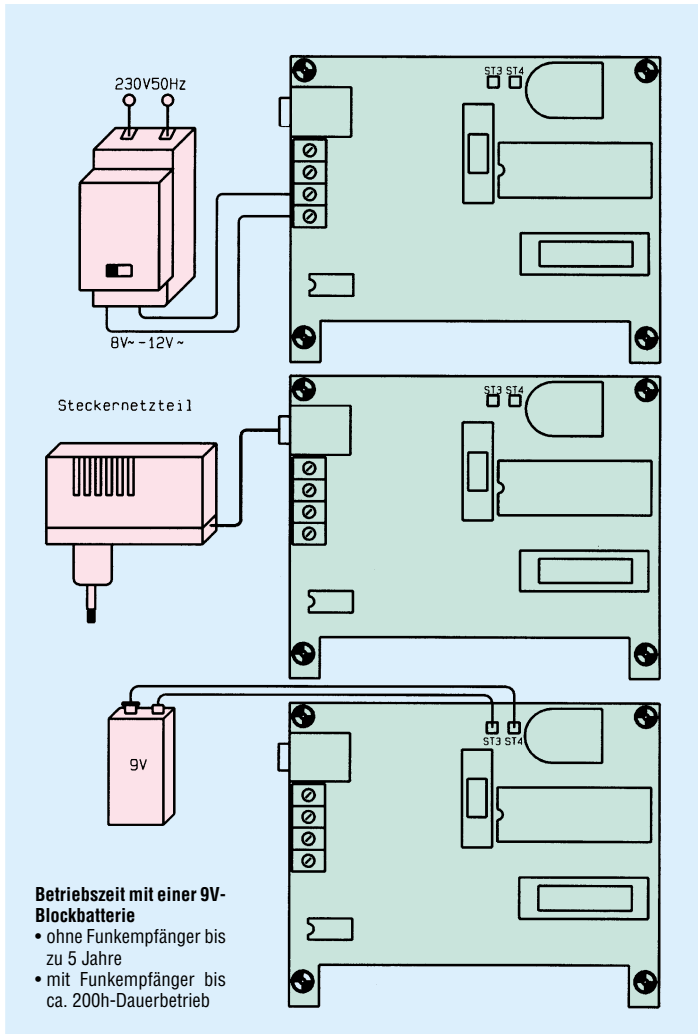 230V50Hz
ST3 ST4
8V~ -12V~
Steckernetzteil
ST3 ST4
9V
ST3 ST4
Betriebszeit mit einer 9V-
Blockbatterie
• ohne Funkempfänger bis
zu 5 Jahre
• mit Funkempfänger bis
ca. 200h-Dauerbetrieb